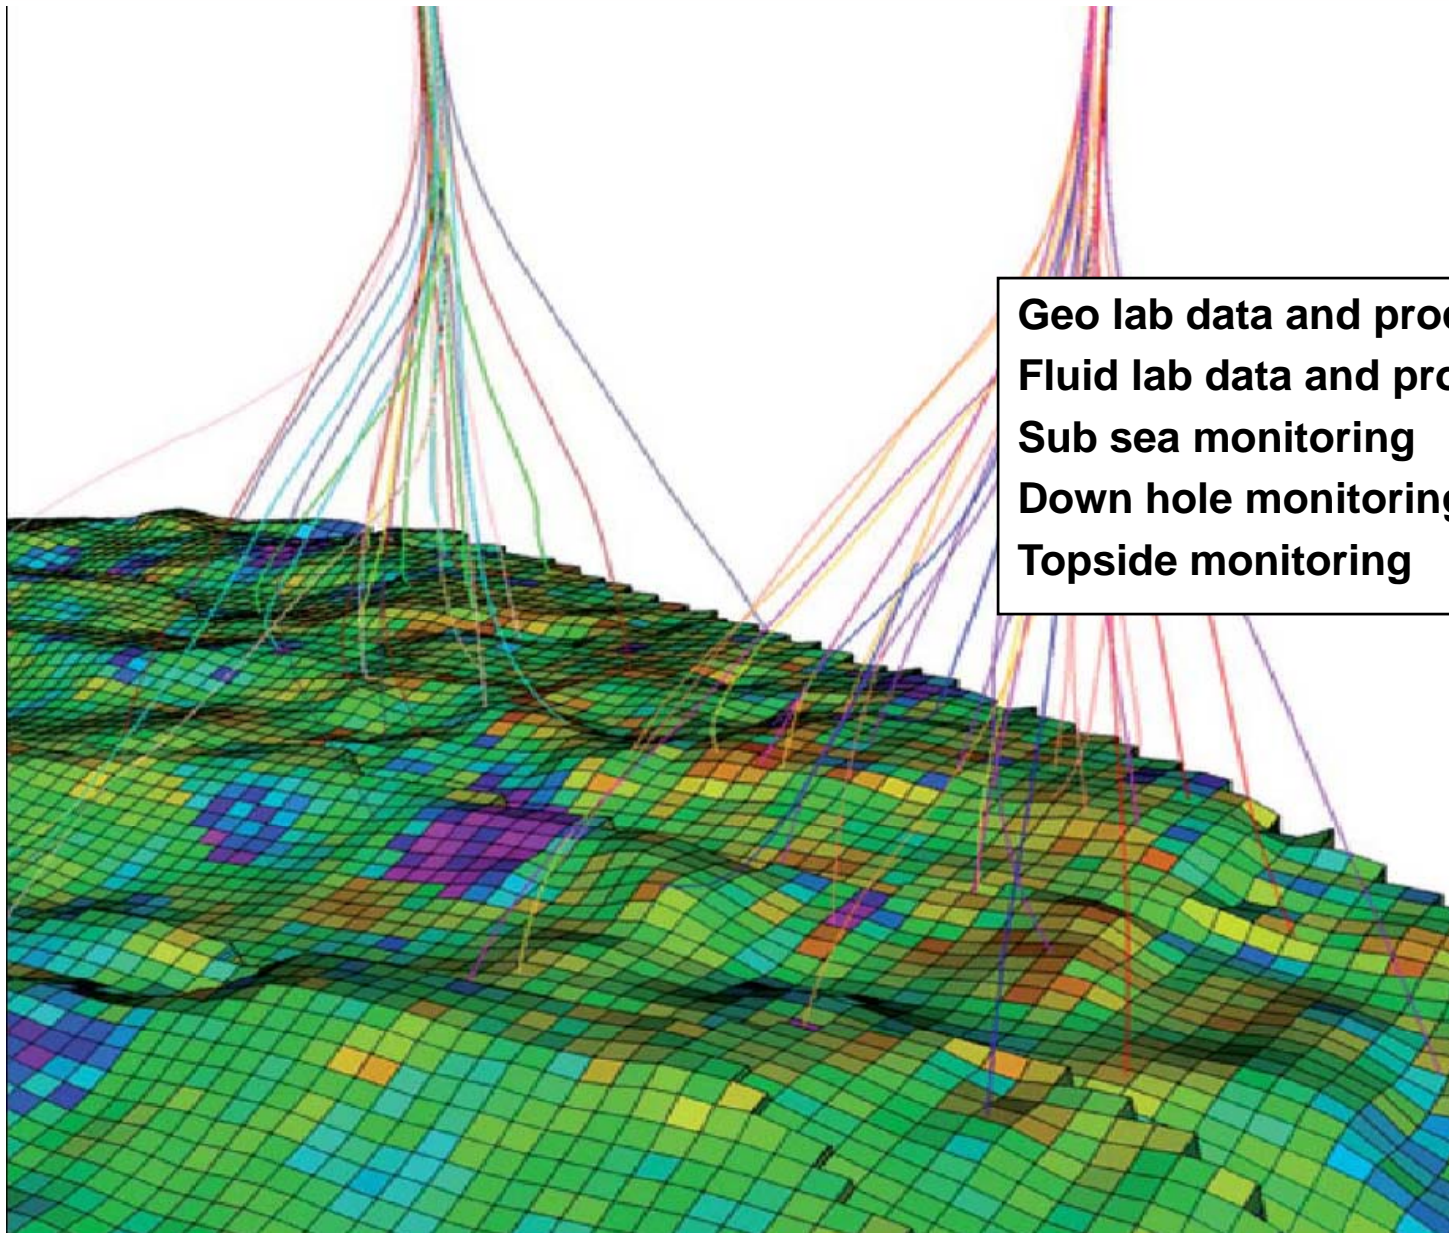 Geo lab data and
Fluid lab data and
Sub sea monitoring
Down hole monitoring
Topside monitoring